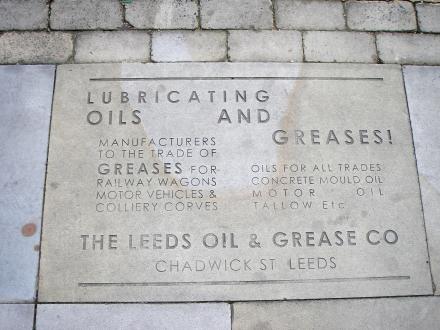 LUBRICATING
OILS AND
GREASES!
MANUFACTURERS
TO THE TRADE OF
GREASES FOR
RAILWAY WAGONS
MOTOR VEHICLES &
COLLIERY CORVES
OILS FOR ALL TRADES
CONCRETE MOULD OIL
MOTOR OIL
TALLOW Etc
THE LEEDS OIL & GREASE CO
CHADWICK ST LEEDS